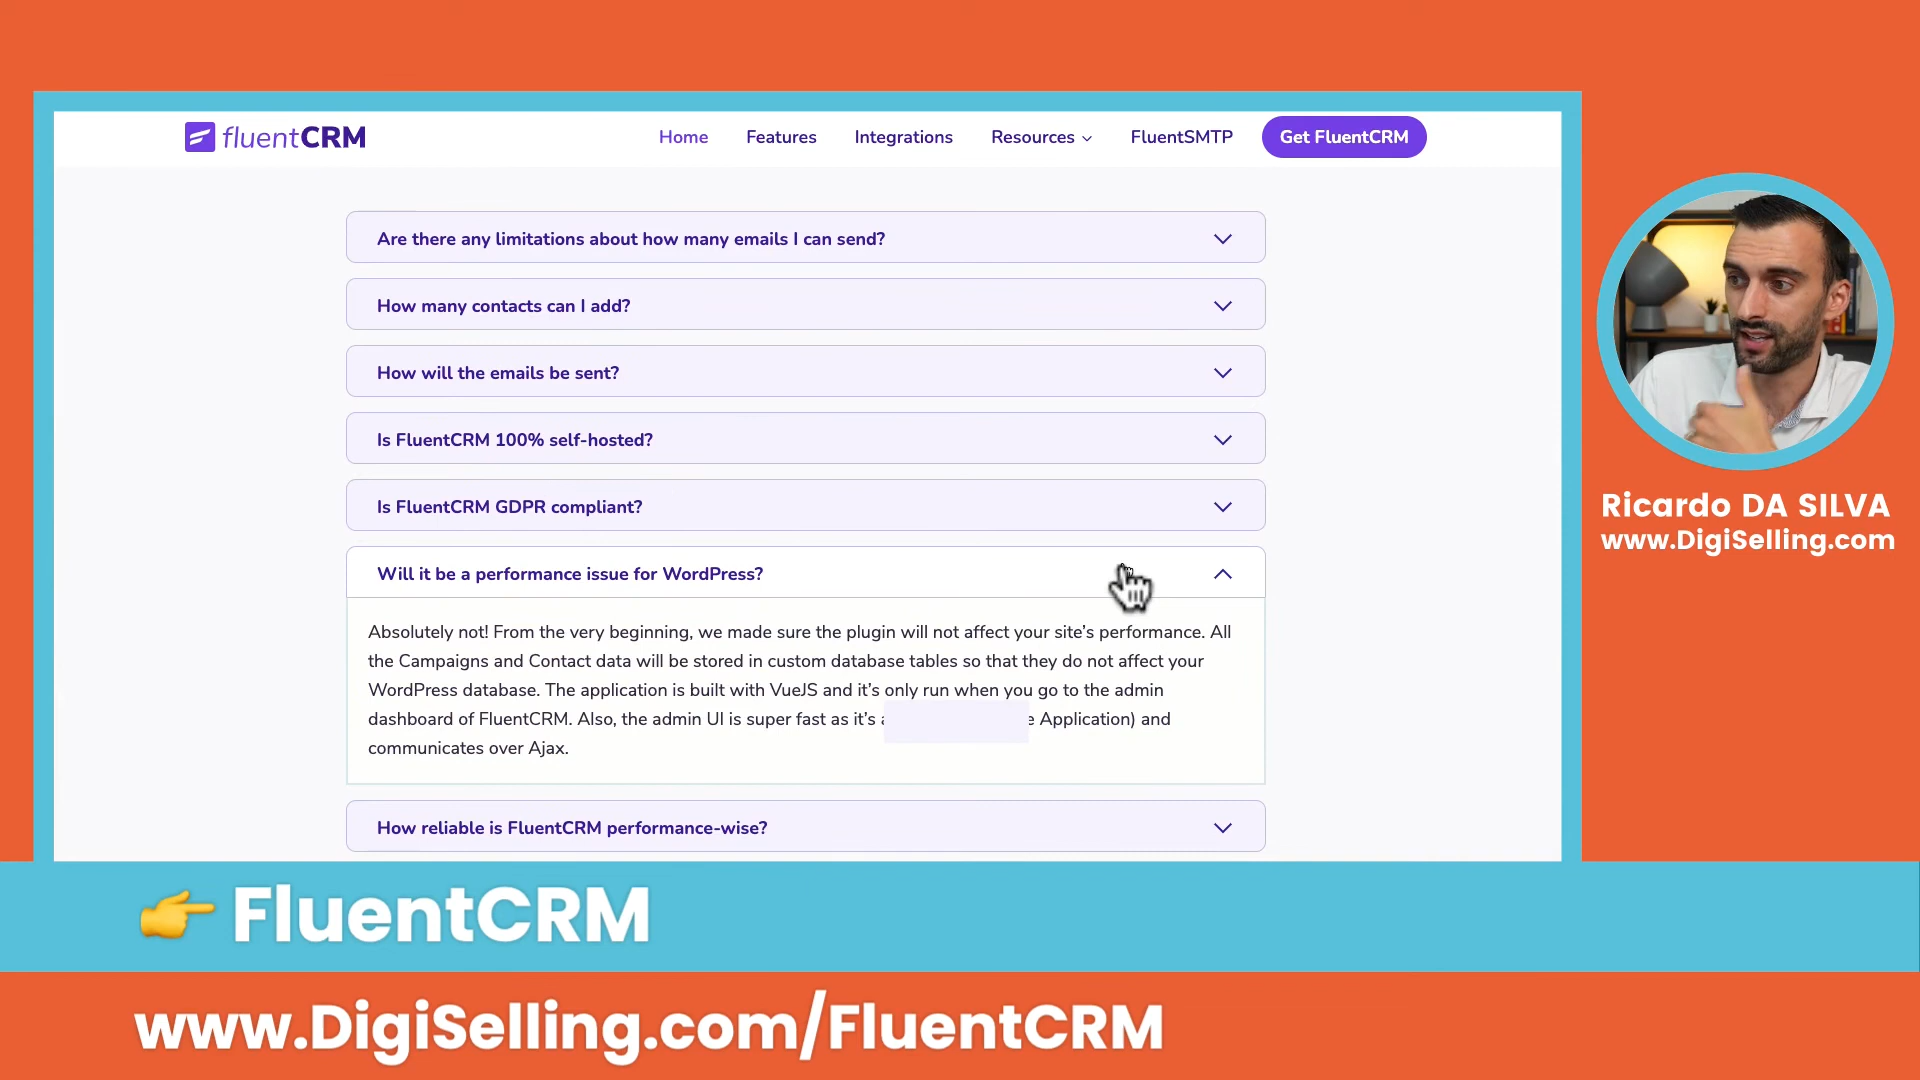 fluentCRM
Home Features Integrations Resources FluentSMTP Get FluentCRM
Are there any limitations about how many emails I can send?
How many contacts can I add?
How will the emails be sent?
Is FluentCRM 100% self-hosted?
Is FluentCRM GDPR compliant?
Will it be a performance issue for WordPress?
Absolutely not! From the very beginning, we made sure the plugin will not affect your site's performance. All
the Campaigns and Contact data will be stored in custom database tables so that they do not affect your
WordPress database. The application is built with VueJS and it's only run when you go to the admin
dashboard of FluentCRM. Also, the admin UI is super fast as it's Application) and
communicates over Ajax.
How reliable is FluentCRM performance-wise?
Ricardo DA SILVA
www.DigiSelling.com
👉 FluentCRM
www.DigiSelling.com/FluentCRM